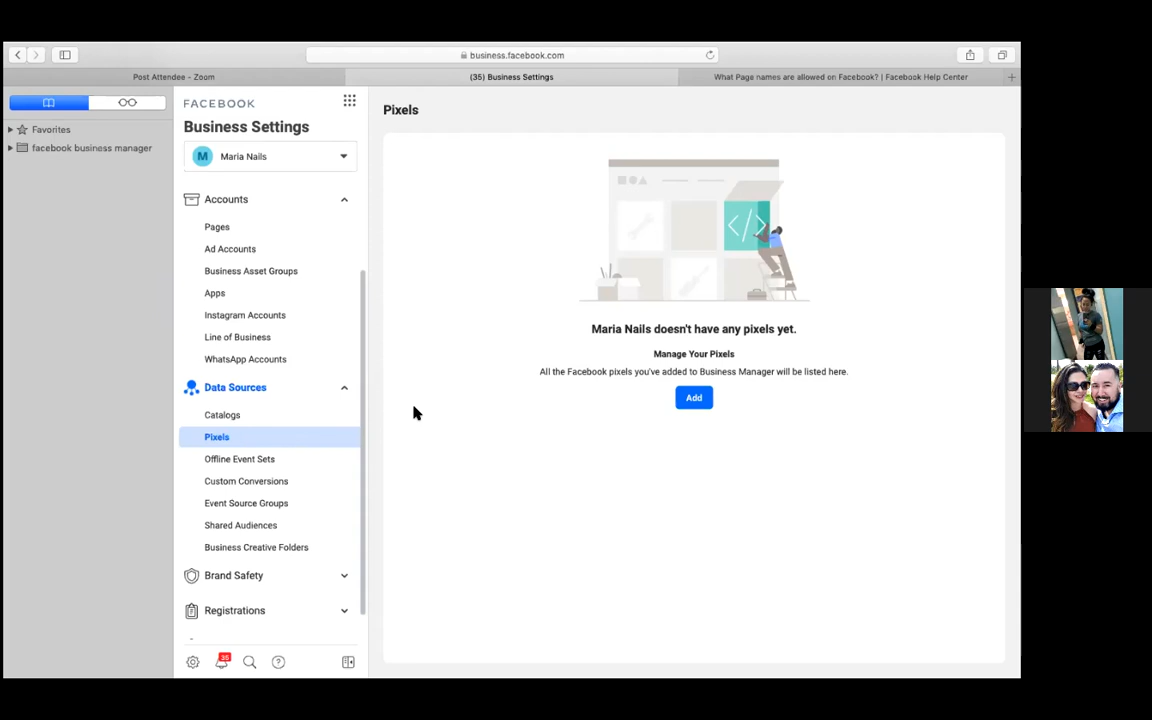 business.facebook.com
Post Attendee - Zoom
(35) Business Settings
What Page names are allowed on Facebook? | Facebook Help Center
Favorites
facebook business manager
FACEBOOK
Business Settings
M Maria Nails
Accounts
Pages
Ad Accounts
Business Asset Groups
Apps
Instagram Accounts
Line of Business
WhatsApp Accounts
Data Sources
Catalogs
Pixels
Offline Event Sets
Custom Conversions
Event Source Groups
Shared Audiences
Business Creative Folders
Brand Safety
Registrations
35
Pixels
</>
Maria Nails doesn't have any pixels yet.
Manage Your Pixels
All the Facebook pixels you've added to Business Manager will be listed here.
Add